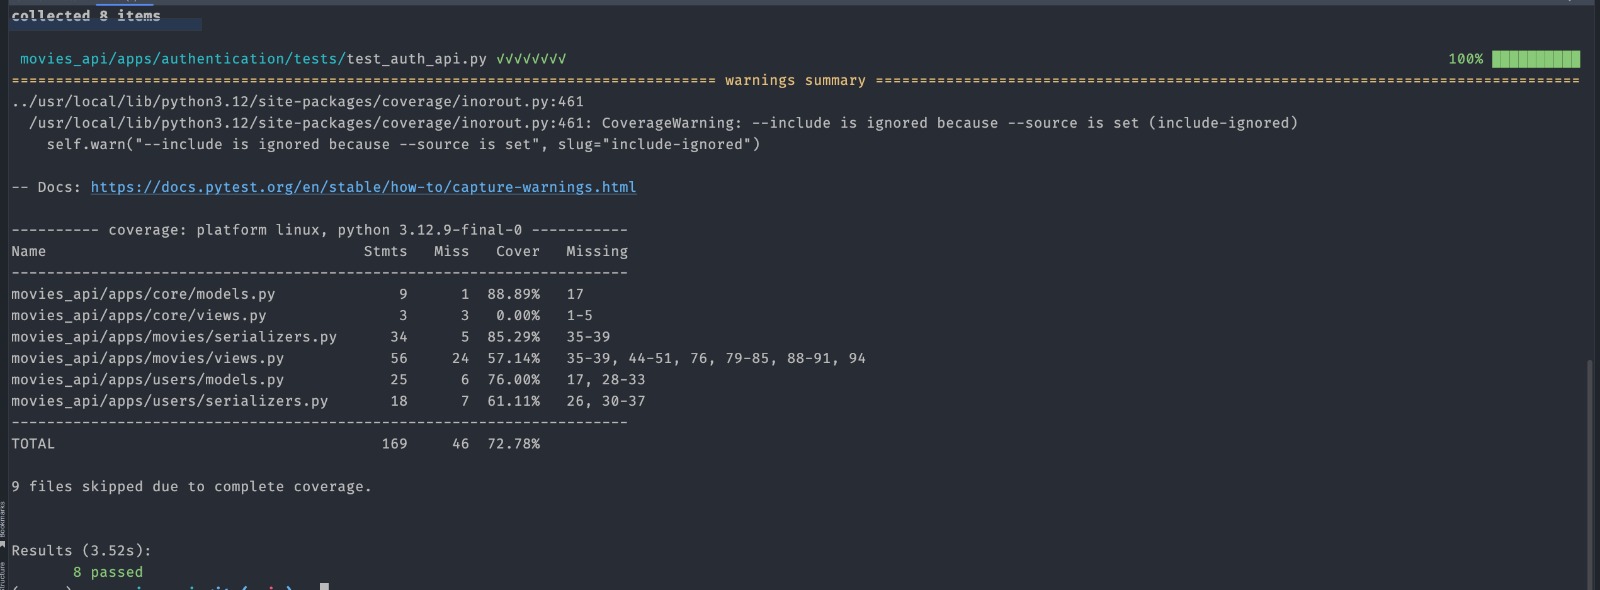 collected 8 items
movies_api/apps/authentication/tests/test_auth_api.py ✓✓✓✓✓✓✓✓ 100% ██████████
================================================================================ warnings summary ================================================================================
../usr/local/lib/python3.12/site-packages/coverage/inorout.py:461
/usr/local/lib/python3.12/site-packages/coverage/inorout.py:461: CoverageWarning: --include is ignored because --source is set (include-ignored)
self.warn("--include is ignored because --source is set", slug="include-ignored")
-- Docs: https://docs.pytest.org/en/stable/how-to/capture-warnings.html
---------- coverage: platform linux, python 3.12.9-final-0 -----------
Name Stmts Miss Cover Missing
----------------------------------------------------------------------
movies_api/apps/core/models.py 9 1 88.89% 17
movies_api/apps/core/views.py 3 3 0.00% 1-5
movies_api/apps/movies/serializers.py 34 5 85.29% 35-39
movies_api/apps/movies/views.py 56 24 57.14% 35-39, 44-51, 76, 79-85, 88-91, 94
movies_api/apps/users/models.py 25 6 76.00% 17, 28-33
movies_api/apps/users/serializers.py 18 7 61.11% 26, 30-37
----------------------------------------------------------------------
TOTAL 169 46 72.78%
9 files skipped due to complete coverage.
Bookmarks
Results (3.52s):
8 passed